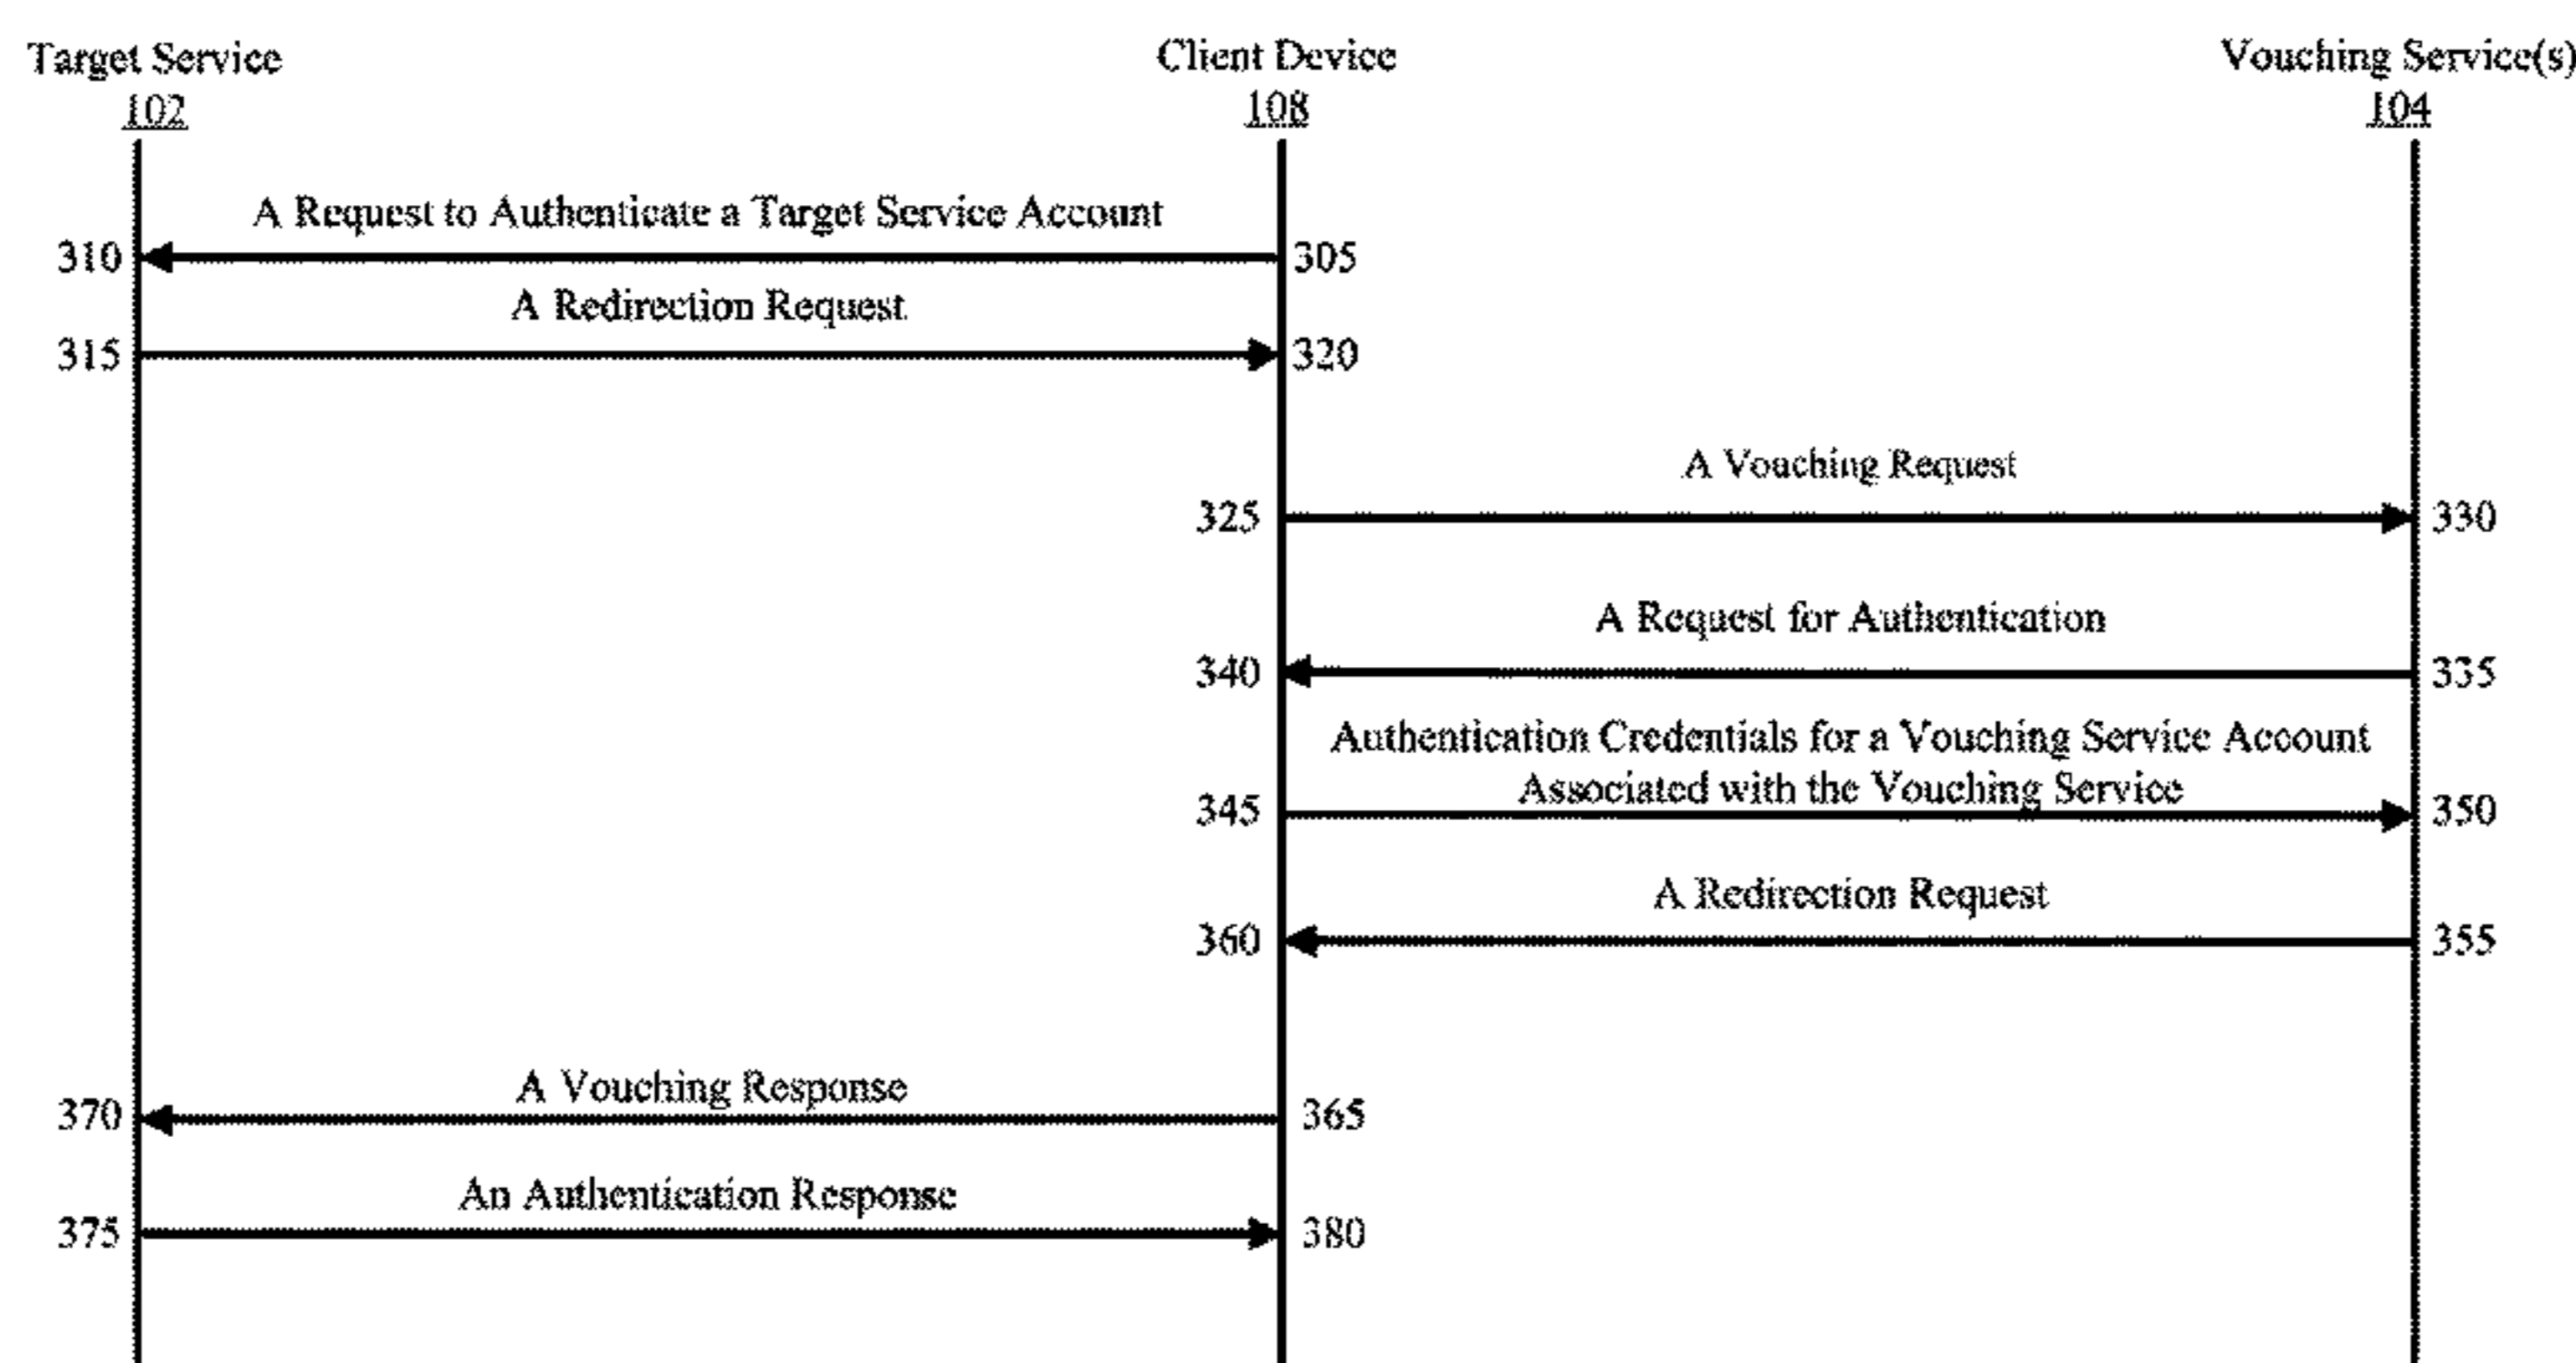 Target Service
102
Client Device
108
Vouching Service(s)
104
A Request to Authenticate a Target Service Account
310
305
A Redirection Request
315
320
A Vouching Request
325
330
A Request for Authentication
340
335
Authentication Credentials for a Vouching Service Account
Associated with the Vouching Service
345
350
A Redirection Request
360
355
A Vouching Response
370
365
An Authentication Response
375
380